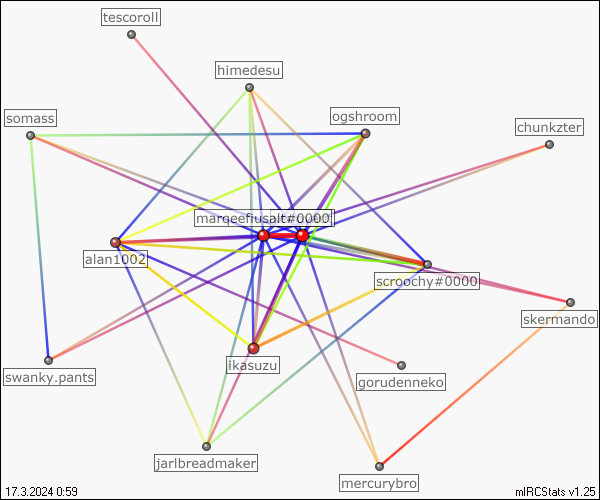 tescoroll
himedesu
somass
ogshroom
chunkzter
salt#0000
alan1002
scroochy#0000
skermando
ikasuzu
swanky.pants
gorudenneko
jarlbreadmaker
mercurybro
17.3.2024 0:59
mIRCStats v1.25